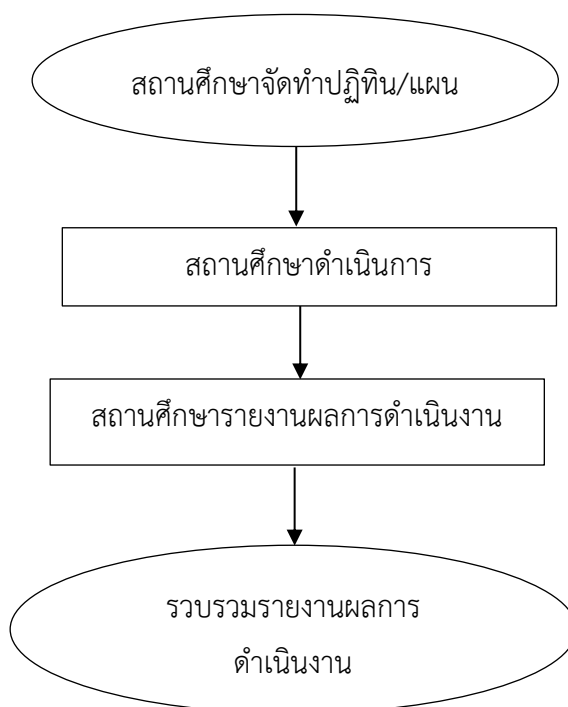 สถานศึกษาจัดทำปฏิทิน/แผน
สถานศึกษาดำเนินการ
สถานศึกษารายงานผลการดำเนินงาน
รวบรวมรายงานผลการ
ดำเนินงาน